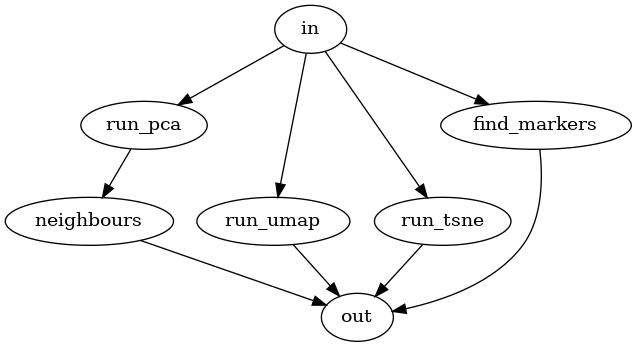 in
run_pca
find_markers
neighbours
run_umap
run_tsne
out